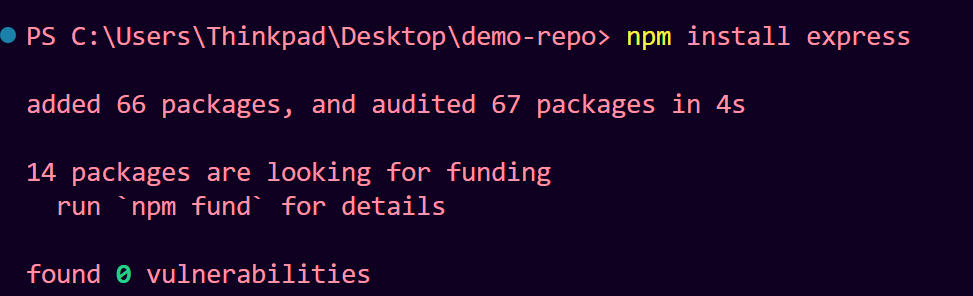 PS C:\Users\Thinkpad\Desktop\demo-repo> npm install express
added 66 packages, and audited 67 packages in 4s
14 packages are looking for funding
run `npm fund` for details
found 0 vulnerabilities